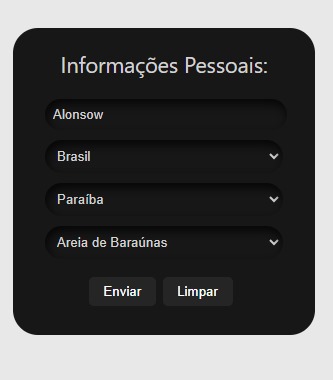 Informações Pessoais:
Alonsow
Brasil
Paraíba
Areia de Baraúnas
Enviar Limpar